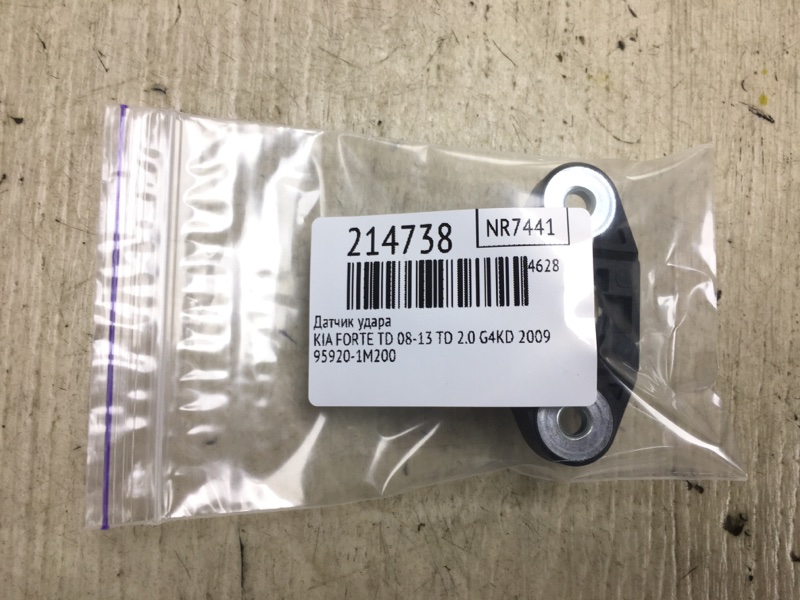 214738
NR7441
4628
Датчик удара
KIA FORTE TD 08-13 TD 2.0 G4KD 2009
95920-1M200